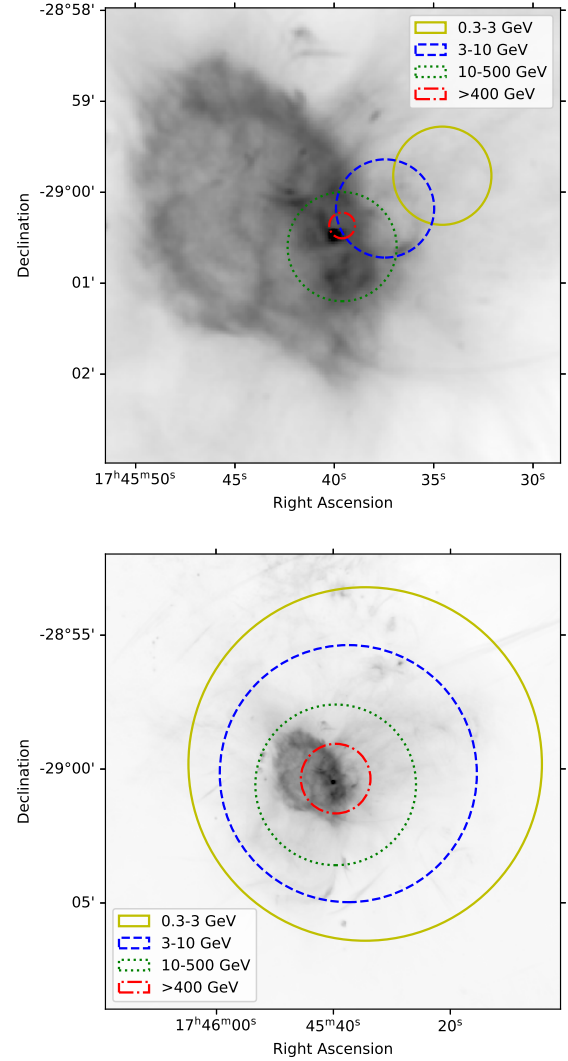 -28°58'
59'
-29°00'
01'
02'
Declination
0.3-3 GeV
3-10 GeV
10-500 GeV
>400 GeV
17ʰ45ᵐ50ˢ
45ˢ
40ˢ
35ˢ
30ˢ
Right Ascension
-28°55'
-29°00'
05'
Declination
0.3-3 GeV
3-10 GeV
10-500 GeV
>400 GeV
17ʰ46ᵐ00ˢ
45ᵐ40ˢ
20ˢ
Right Ascension